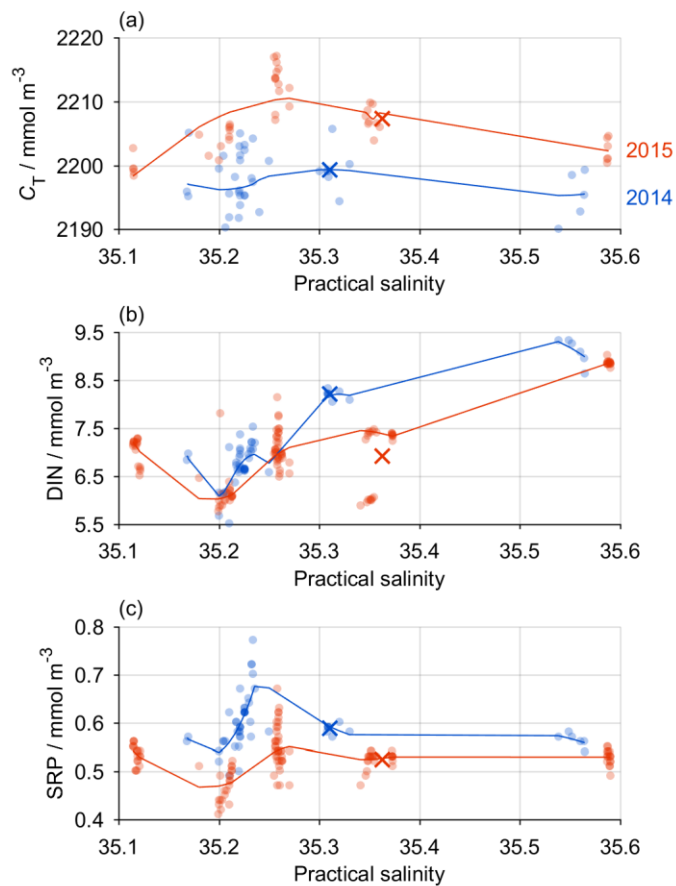 (a)
2220
2210
2200
2190
C_T / mmol m⁻³
2015
2014
35.1 35.2 35.3 35.4 35.5 35.6
Practical salinity
(b)
9.5
8.5
7.5
6.5
5.5
DIN / mmol m⁻³
35.1 35.2 35.3 35.4 35.5 35.6
Practical salinity
(c)
0.8
0.7
0.6
0.5
0.4
SRP / mmol m⁻³
35.1 35.2 35.3 35.4 35.5 35.6
Practical salinity